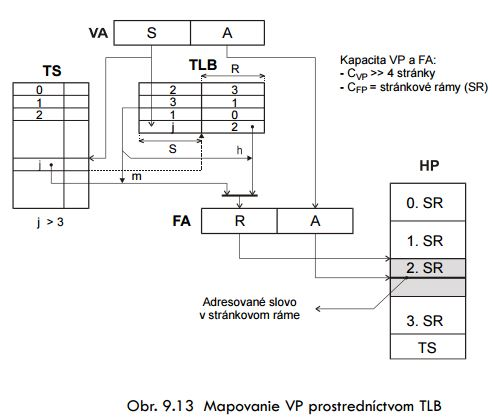 VA S A
TS
TLB
R
Kapacita VP a FA:
- CVP >> 4 stránky
- CFP = stránkové rámy (SR)
0
1
2
j
j > 3
2 3
3 1
1 0
j 2
S
h
m
HP
0. SR
1. SR
2. SR
3. SR
TS
FA R A
Adresované slovo
v stránkovom ráme
Obr. 9.13 Mapovanie VP prostredníctvom TLB